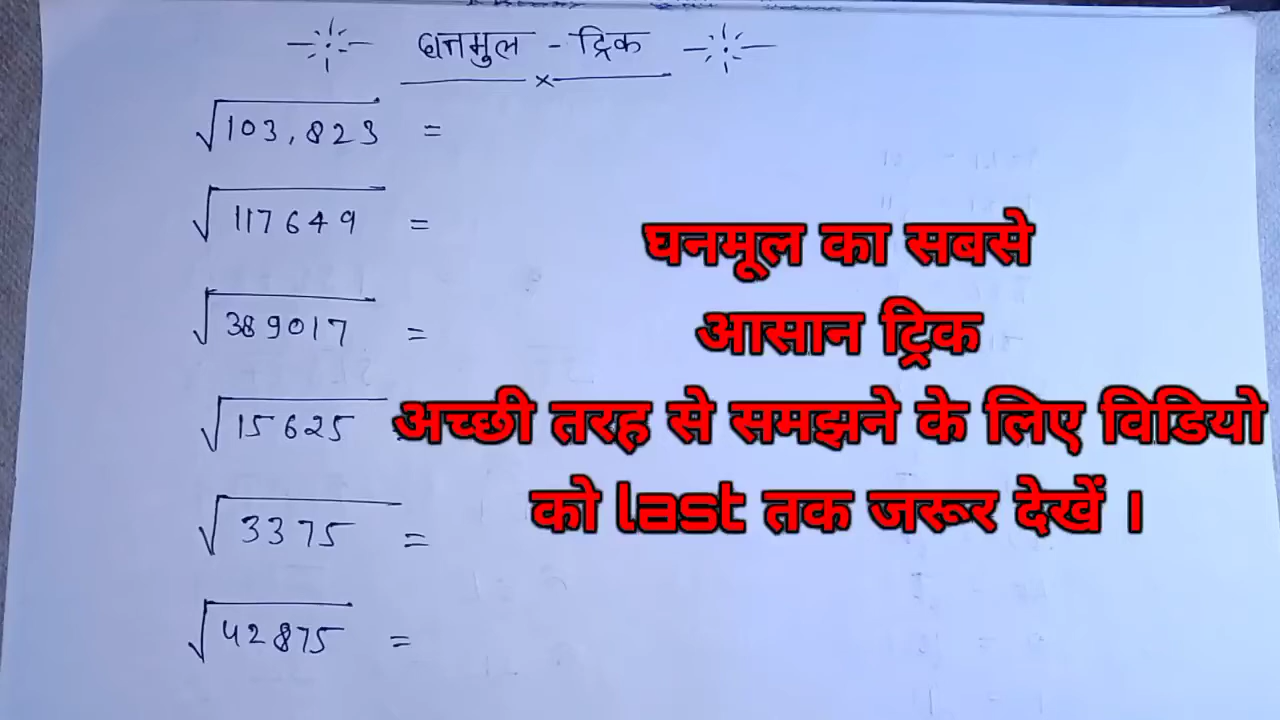 घनमुल - ट्रिक
√103,823 =
√117649 =
√389017 =
√15625
√3375 =
√42875 =
घनमूल का सबसे
आसान ट्रिक
अच्छी तरह से समझने के लिए विडियो
को last तक जरूर देखें ।